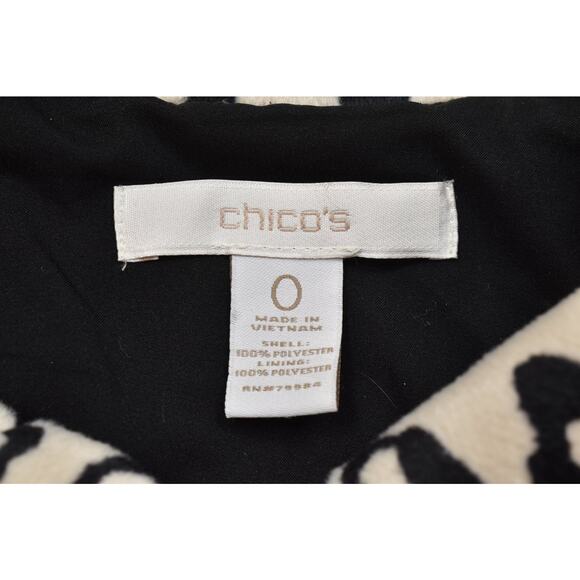 chico's
0
MADE IN
VIETNAM
SHELL:
100% POLYESTER
LINING:
100% POLYESTER
RN#79984